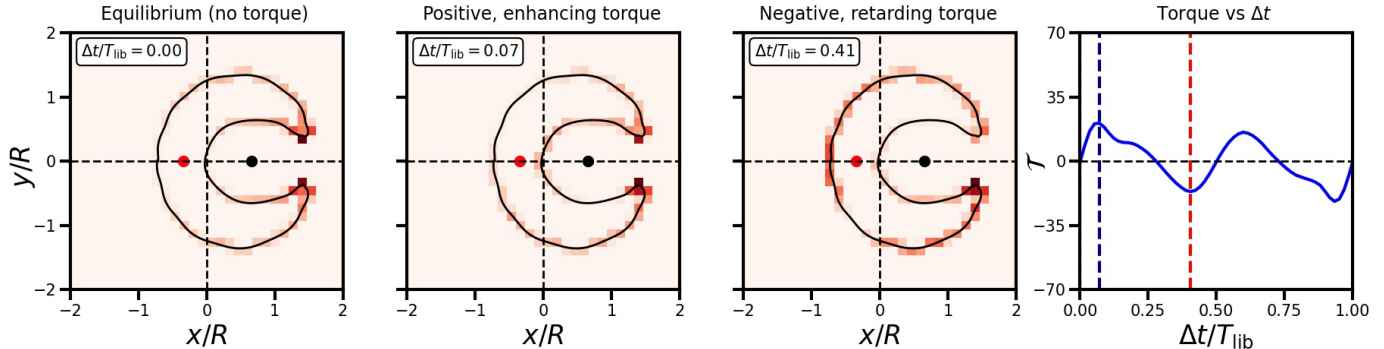 Equilibrium (no torque)
Δt/T_lib = 0.00
2
1
0
−1
−2
y/R
−2
−1
0
1
2
x/R
Positive, enhancing torque
Δt/T_lib = 0.07
−2
−1
0
1
2
x/R
Negative, retarding torque
Δt/T_lib = 0.41
−2
−1
0
1
2
x/R
Torque vs Δt
70
35
0
−35
−70
𝒯
0.00
0.25
0.50
0.75
1.00
Δt/T_lib